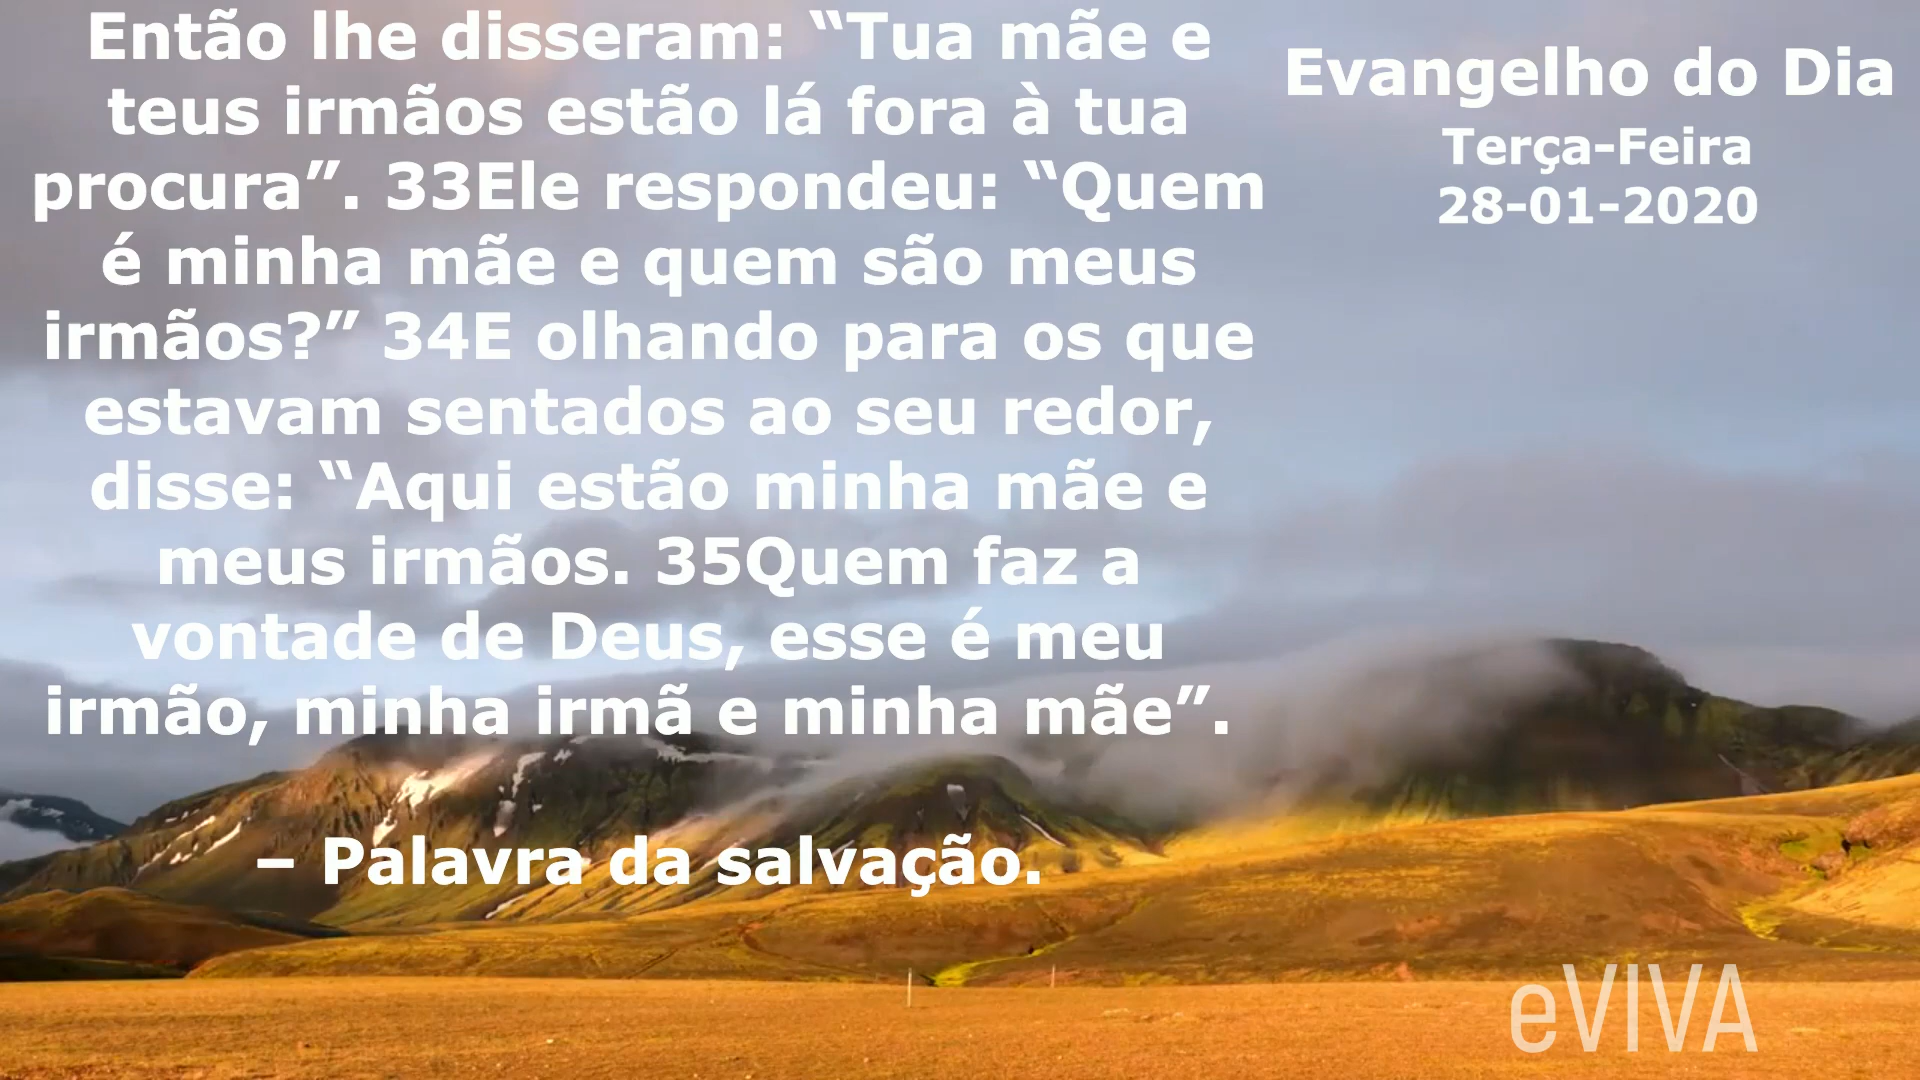 Então lhe disseram: “Tua mãe e
teus irmãos estão lá fora à tua
procura”. 33Ele respondeu: “Quem
é minha mãe e quem são meus
irmãos?” 34E olhando para os que
estavam sentados ao seu redor,
disse: “Aqui estão minha mãe e
meus irmãos. 35Quem faz a
vontade de Deus, esse é meu
irmão, minha irmã e minha mãe”.
– Palavra da salvação.
Evangelho do Dia
Terça-Feira
28-01-2020
eVIVA